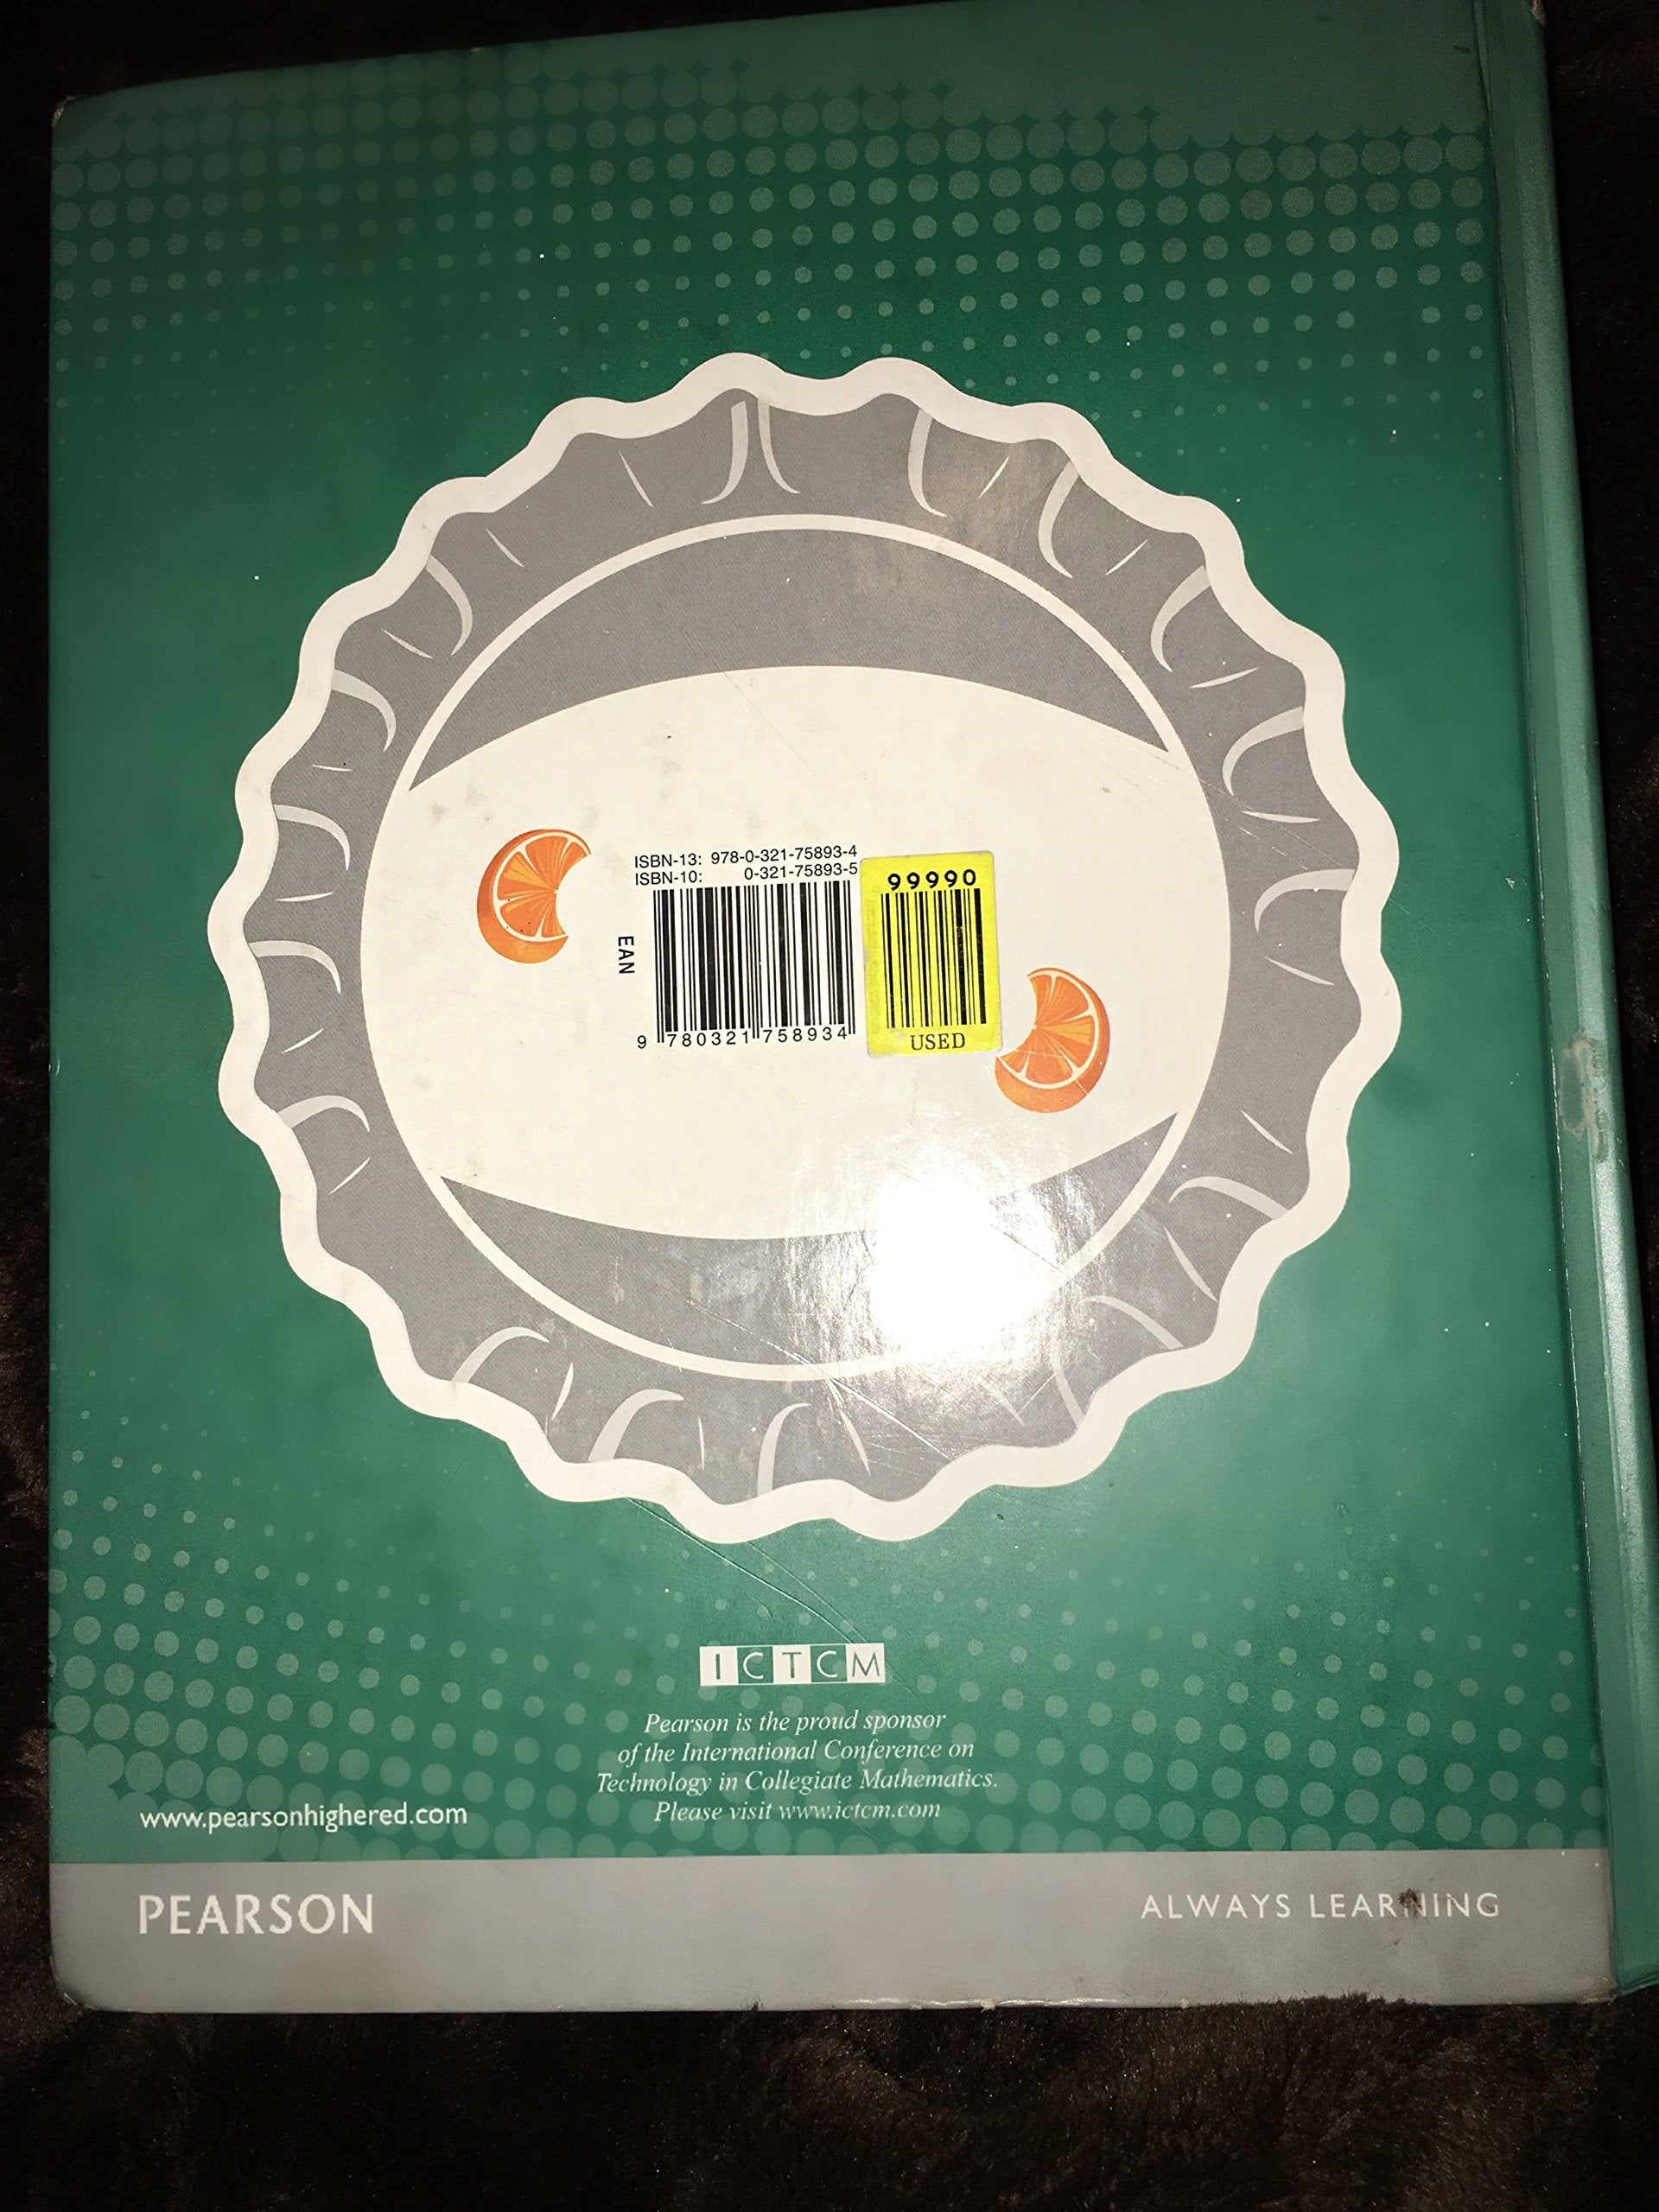 ISBN-13: 978-0-321-75893-4
ISBN-10: 0-321-75893-5
99990
EAN
9 780321 758934
USED
ICTCM
Pearson is the proud sponsor
of the International Conference on
Technology in Collegiate Mathematics.
Please visit www.ictcm.com
www.pearsonhighered.com
PEARSON
ALWAYS LEARNING